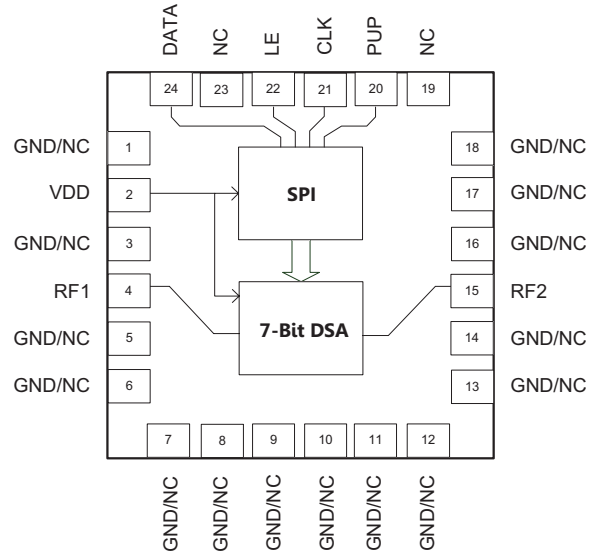 DATA NC LE CLK PUP NC
24 23 22 21 20 19
GND/NC 1 18 GND/NC
VDD 2 SPI 17 GND/NC
GND/NC 3 16 GND/NC
RF1 4 15 RF2
GND/NC 5 7-Bit DSA 14 GND/NC
GND/NC 6 13 GND/NC
7 8 9 10 11 12
GND/NC GND/NC GND/NC GND/NC GND/NC GND/NC